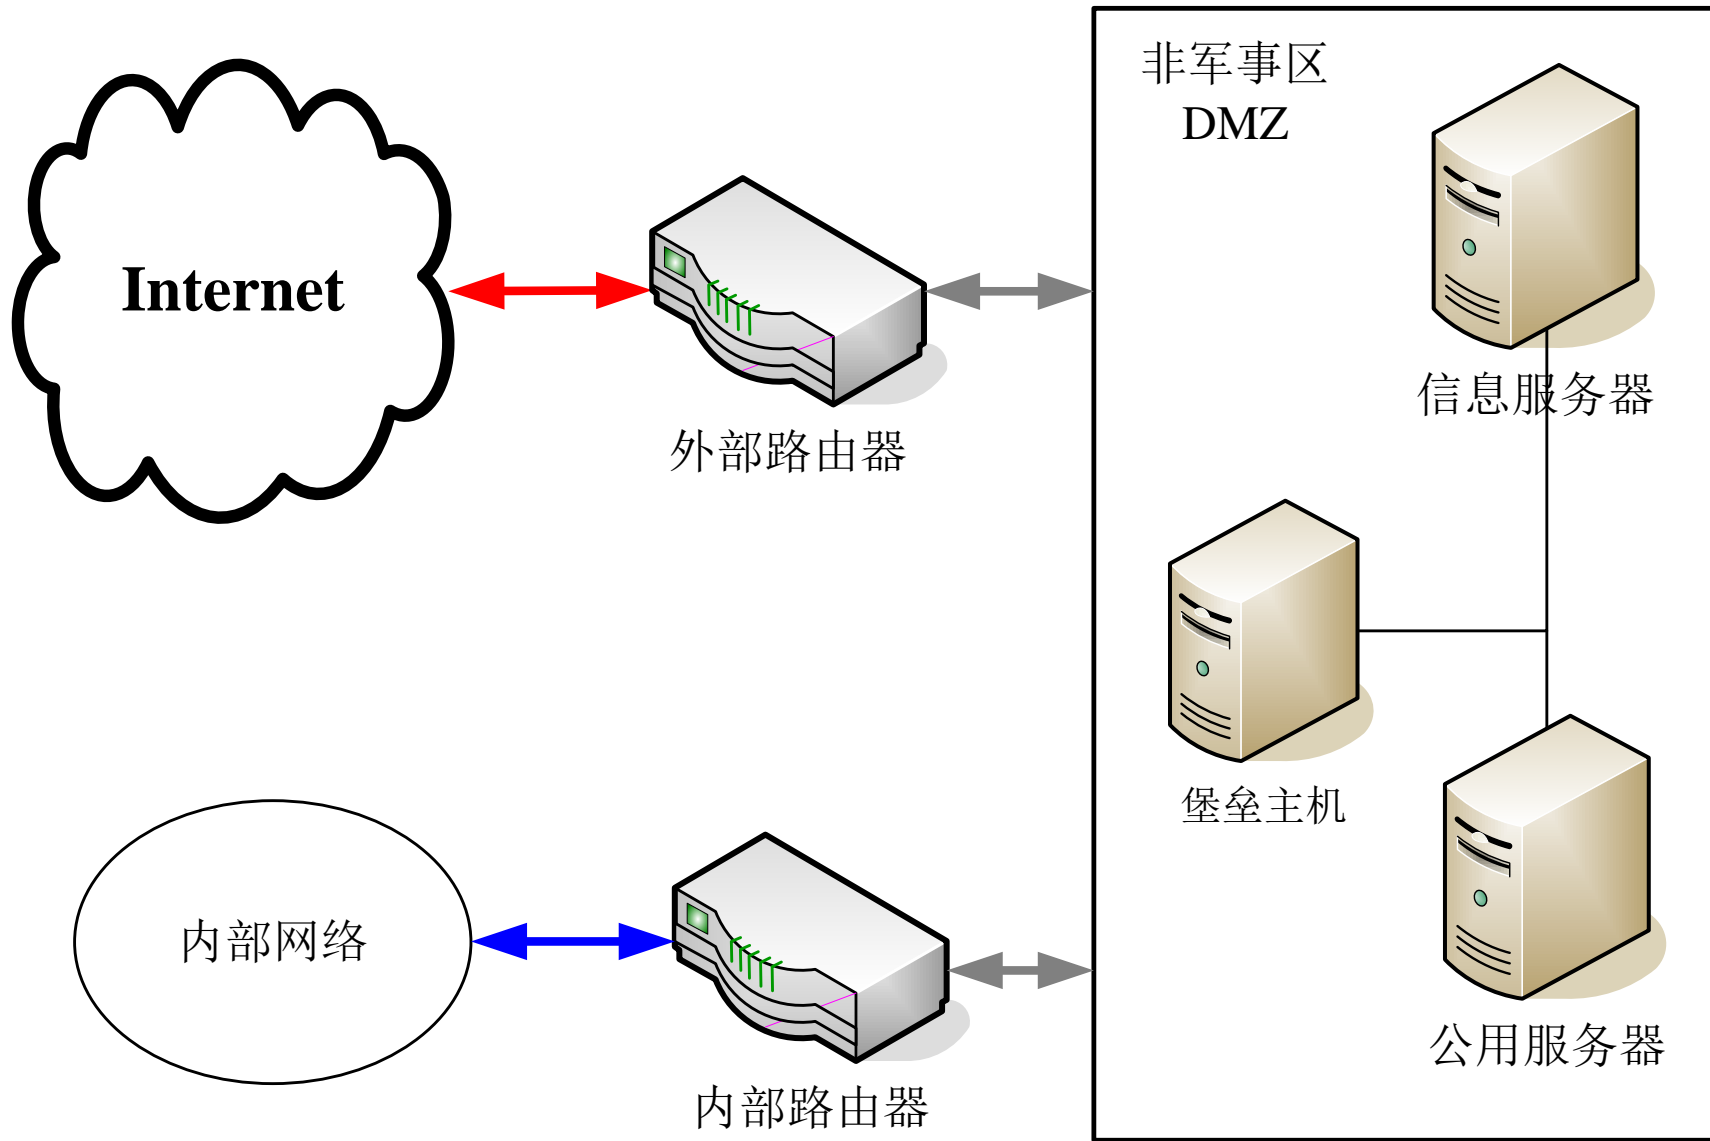 非军事区
DMZ
Internet
信息服务器
外部路由器
堡垒主机
内部网络
公用服务器
内部路由器